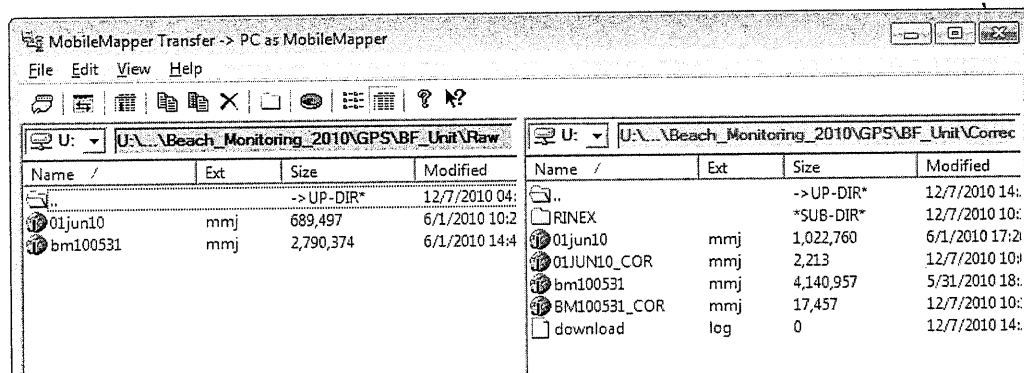 MobileMapper Transfer -> PC as MobileMapper
File Edit View Help
U: U:\...\Beach_Monitoring_2010\GPS\BF_Unit\Raw
Name / Ext Size Modified
.. ->UP-DIR* 12/7/2010 04:
01jun10 mmj 689,497 6/1/2010 10:2
bm100531 mmj 2,790,374 6/1/2010 14:4
U: U:\...\Beach_Monitoring_2010\GPS\BF_Unit\Correc
Name / Ext Size Modified
.. ->UP-DIR* 12/7/2010 14:
RINEX *SUB-DIR* 12/7/2010 10:
01jun10 mmj 1,022,760 6/1/2010 17:2
01JUN10_COR mmj 2,213 12/7/2010 10:
bm100531 mmj 4,140,957 5/31/2010 18:
BM100531_COR mmj 17,457 12/7/2010 10:
download log 0 12/7/2010 14: